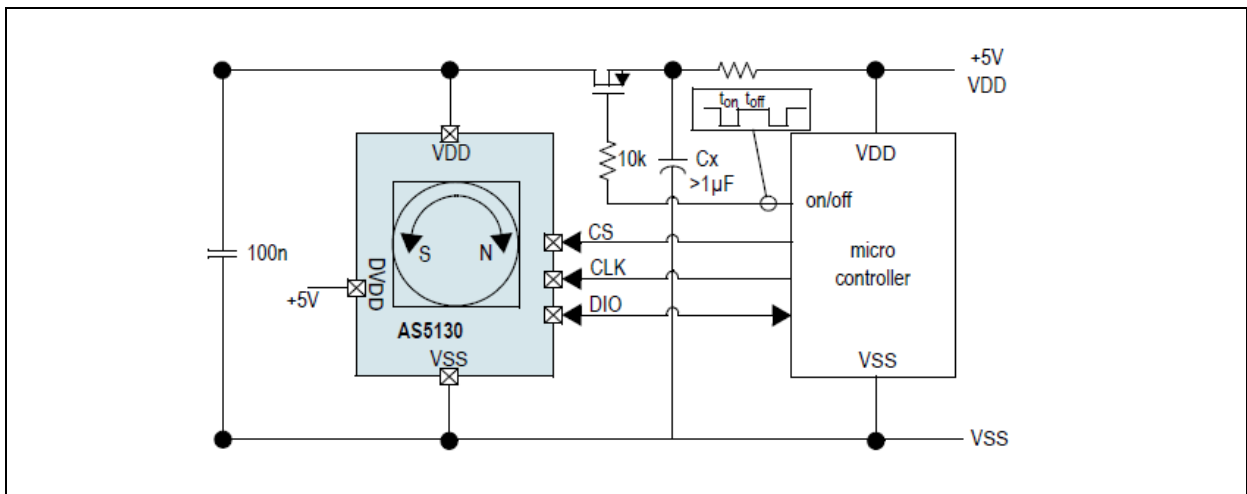 +5V
VDD
ton toff
VDD
10k
Cx
>1µF
VDD
on/off
100n
S
N
CS
micro
controller
CLK
DVDD
+5V
DIO
AS5130
VSS
VSS
VSS